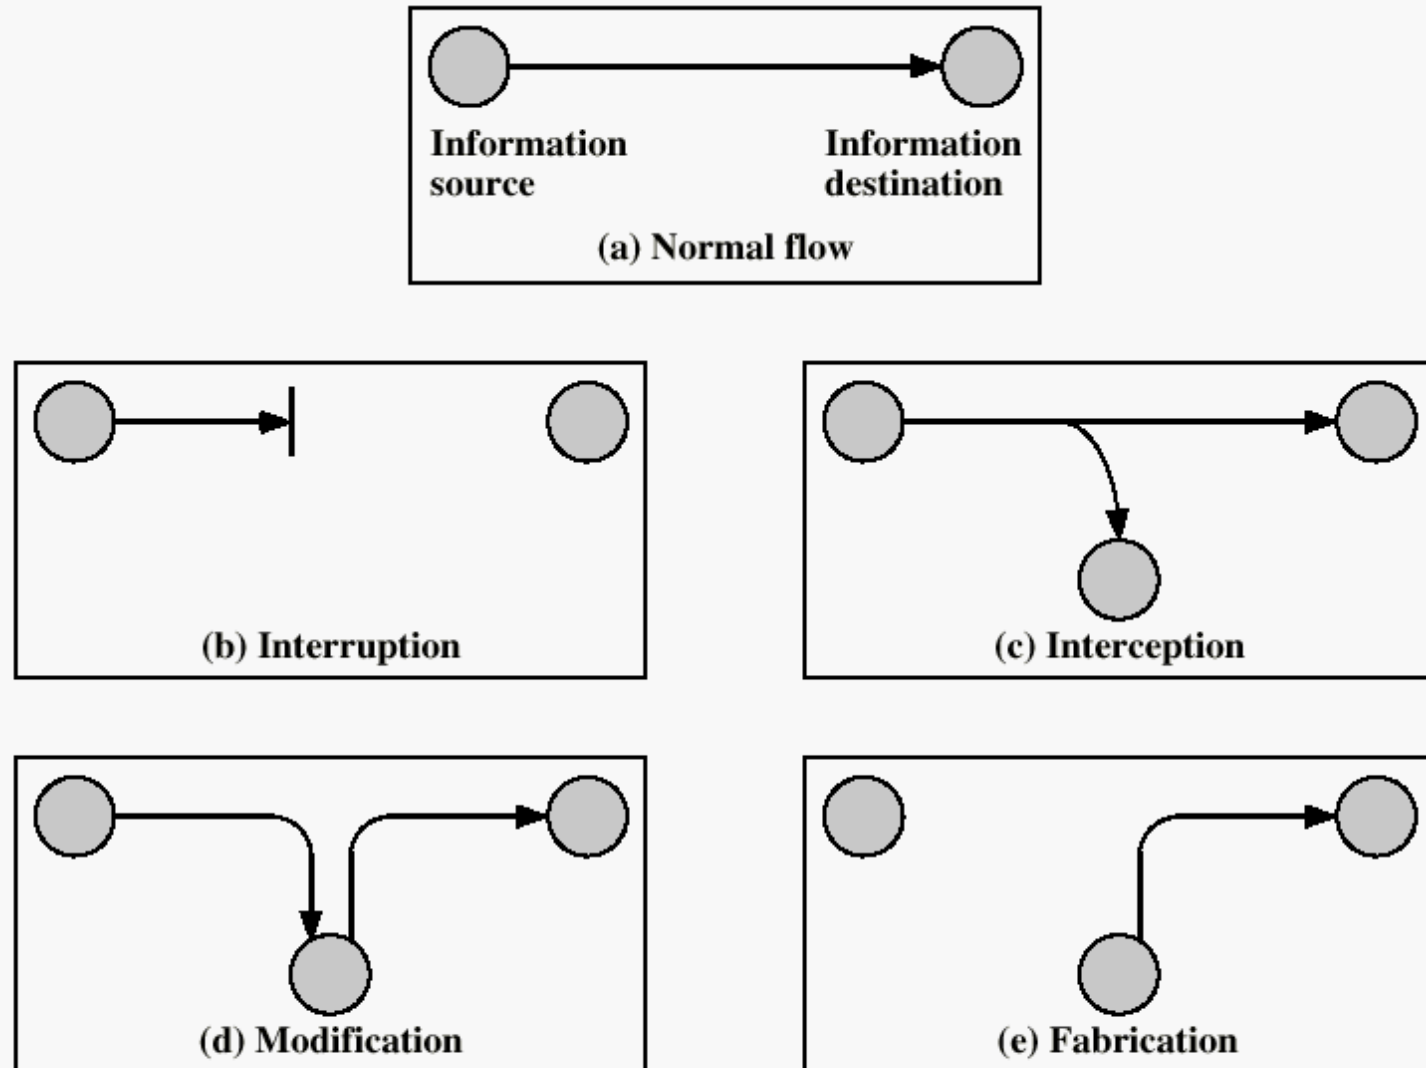 Information
source
Information
destination
(a) Normal flow
(b) Interruption
(c) Interception
(d) Modification
(e) Fabrication